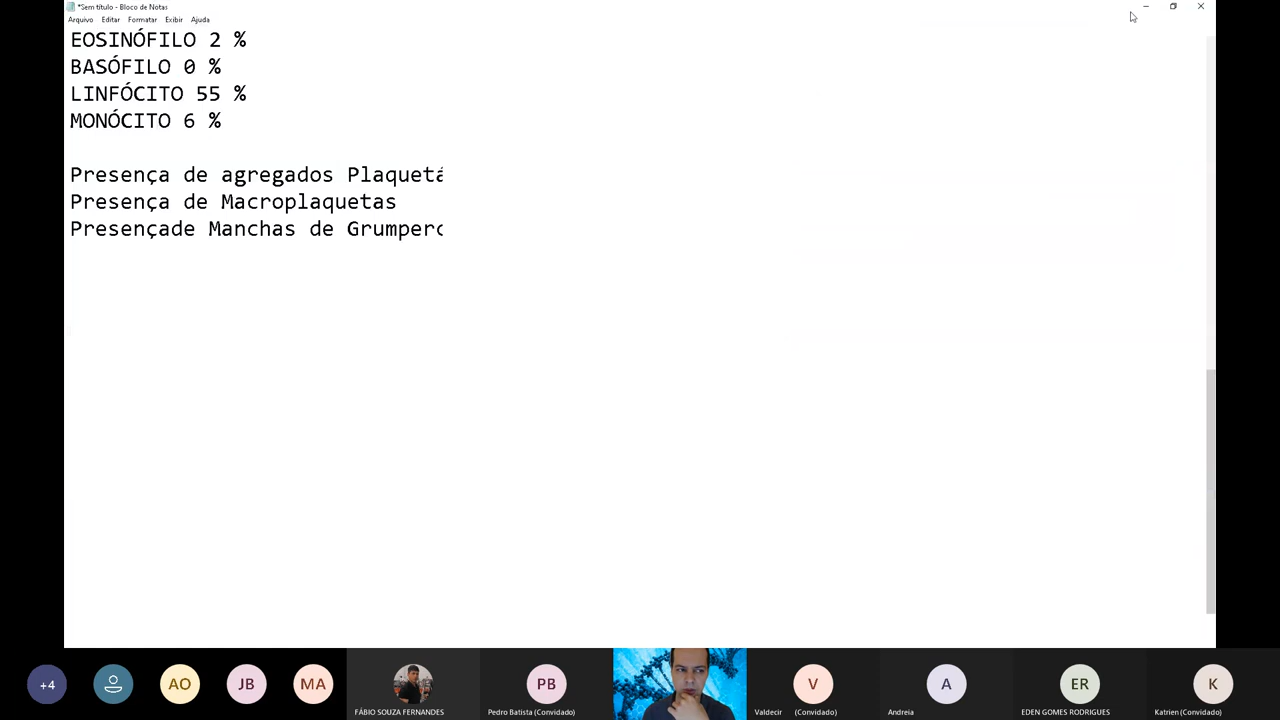 *Sem título - Bloco de Notas
Arquivo Editar Formatar Exibir Ajuda
EOSINÓFILO 2 %
BASÓFILO 0 %
LINFÓCITO 55 %
MONÓCITO 6 %
Presença de agregados Plaquetá
Presença de Macroplaquetas
Presençade Manchas de Grumperc
+4 AO JB MA PB V A ER K
FÁBIO SOUZA FERNANDES Pedro Batista (Convidado) Valdecir (Convidado) Andreia EDEN GOMES RODRIGUES Katrien (Convidado)